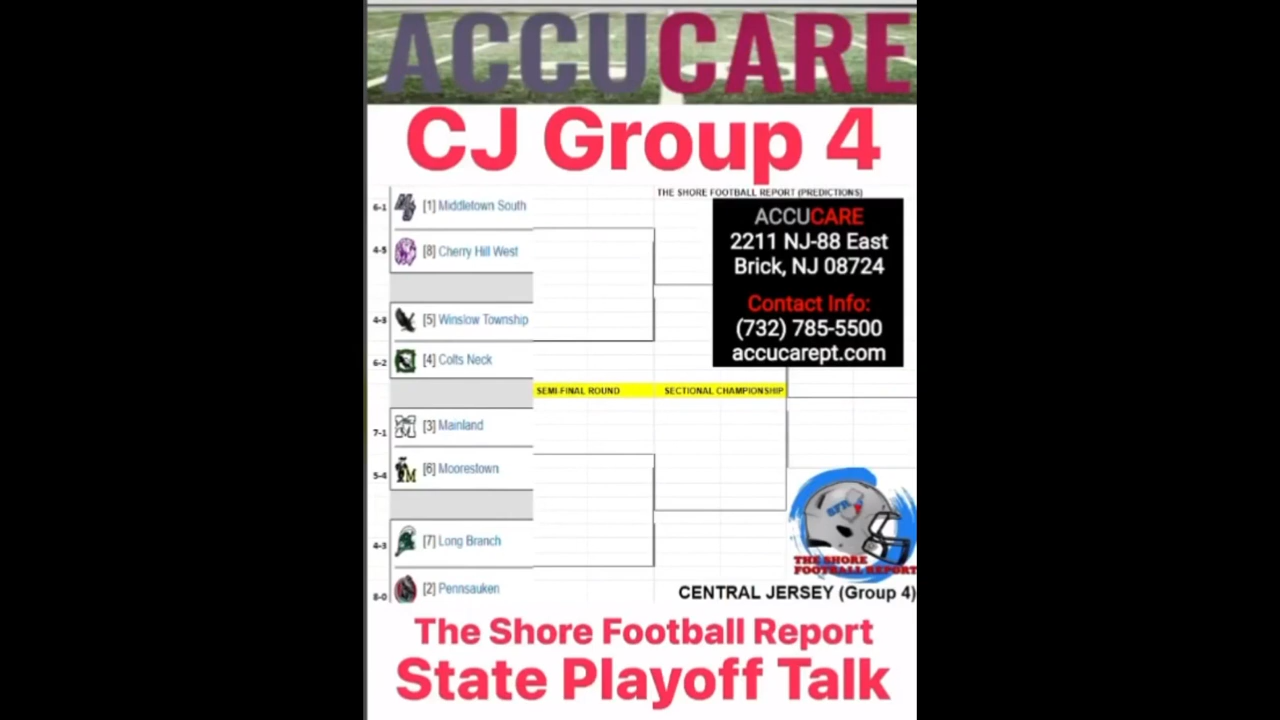 ACCUCARE
CJ Group 4
THE SHORE FOOTBALL REPORT (PREDICTIONS)
6-1 [1] Middletown South
4-5 [8] Cherry Hill West
4-3 [5] Winslow Township
6-2 [4] Colts Neck
ACCUCARE
2211 NJ-88 East
Brick, NJ 08724
Contact Info:
(732) 785-5500
accucarept.com
SEMI-FINAL ROUND SECTIONAL CHAMPIONSHIP
7-1 [3] Mainland
5-4 M [6] Moorestown
4-3 [7] Long Branch
8-0 [2] Pennsauken
SFR
THE SHORE
FOOTBALL REPORT
CENTRAL JERSEY (Group 4)
The Shore Football Report
State Playoff Talk